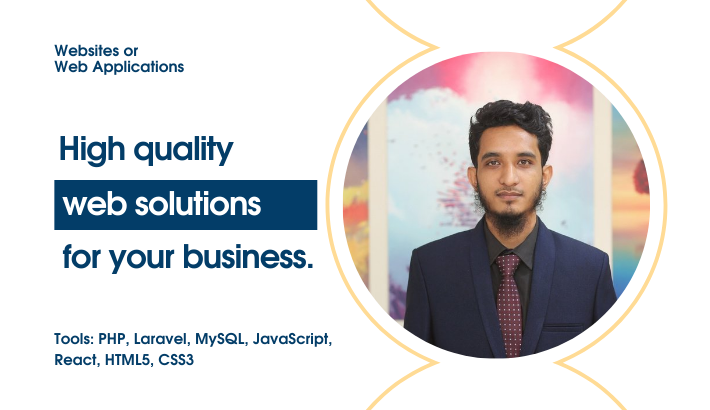 Websites or
Web Applications
High quality
web solutions
for your business.
Tools: PHP, Laravel, MySQL, JavaScript,
React, HTML5, CSS3